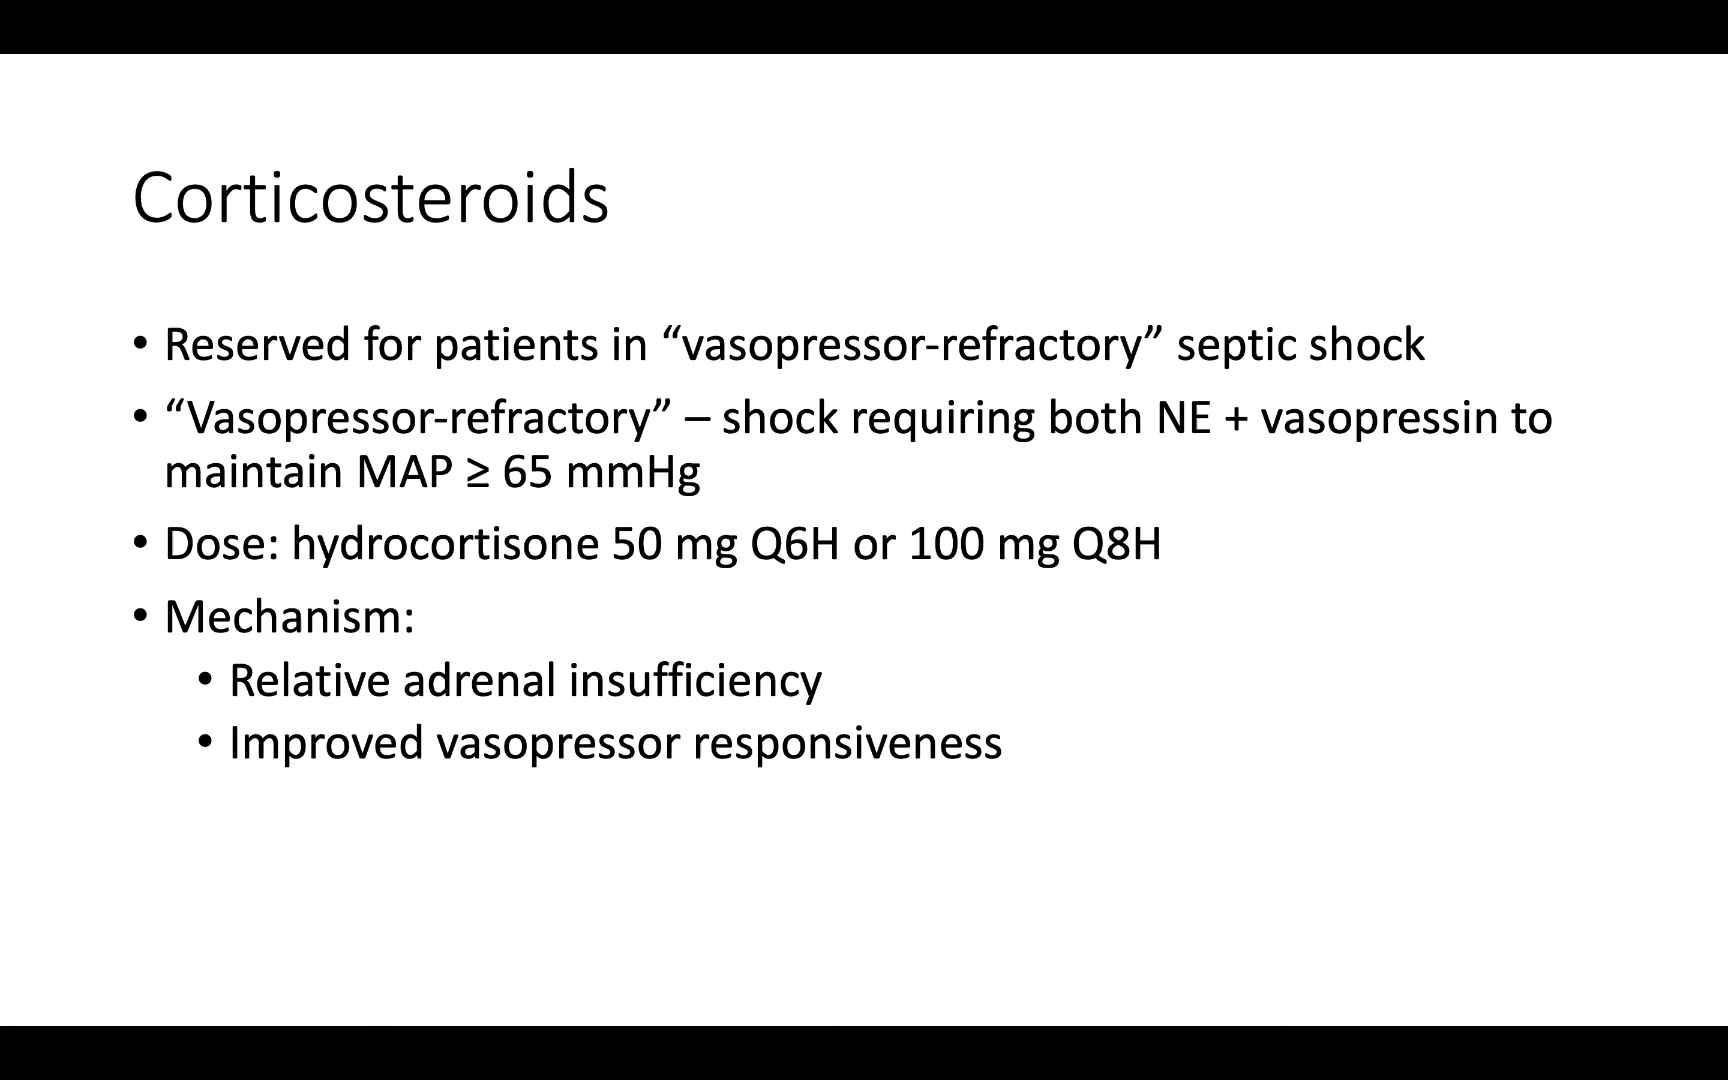 Corticosteroids
• Reserved for patients in “vasopressor-refractory” septic shock
• “Vasopressor-refractory” – shock requiring both NE + vasopressin to
maintain MAP ≥ 65 mmHg
• Dose: hydrocortisone 50 mg Q6H or 100 mg Q8H
• Mechanism:
• Relative adrenal insufficiency
• Improved vasopressor responsiveness